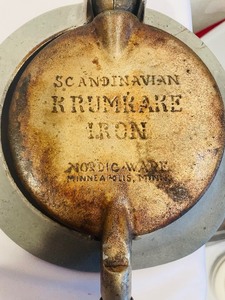 SCANDINAVIAN
KRUMKAKE
IRON
NORDIC WARE
MINNEAPOLIS, MINN.